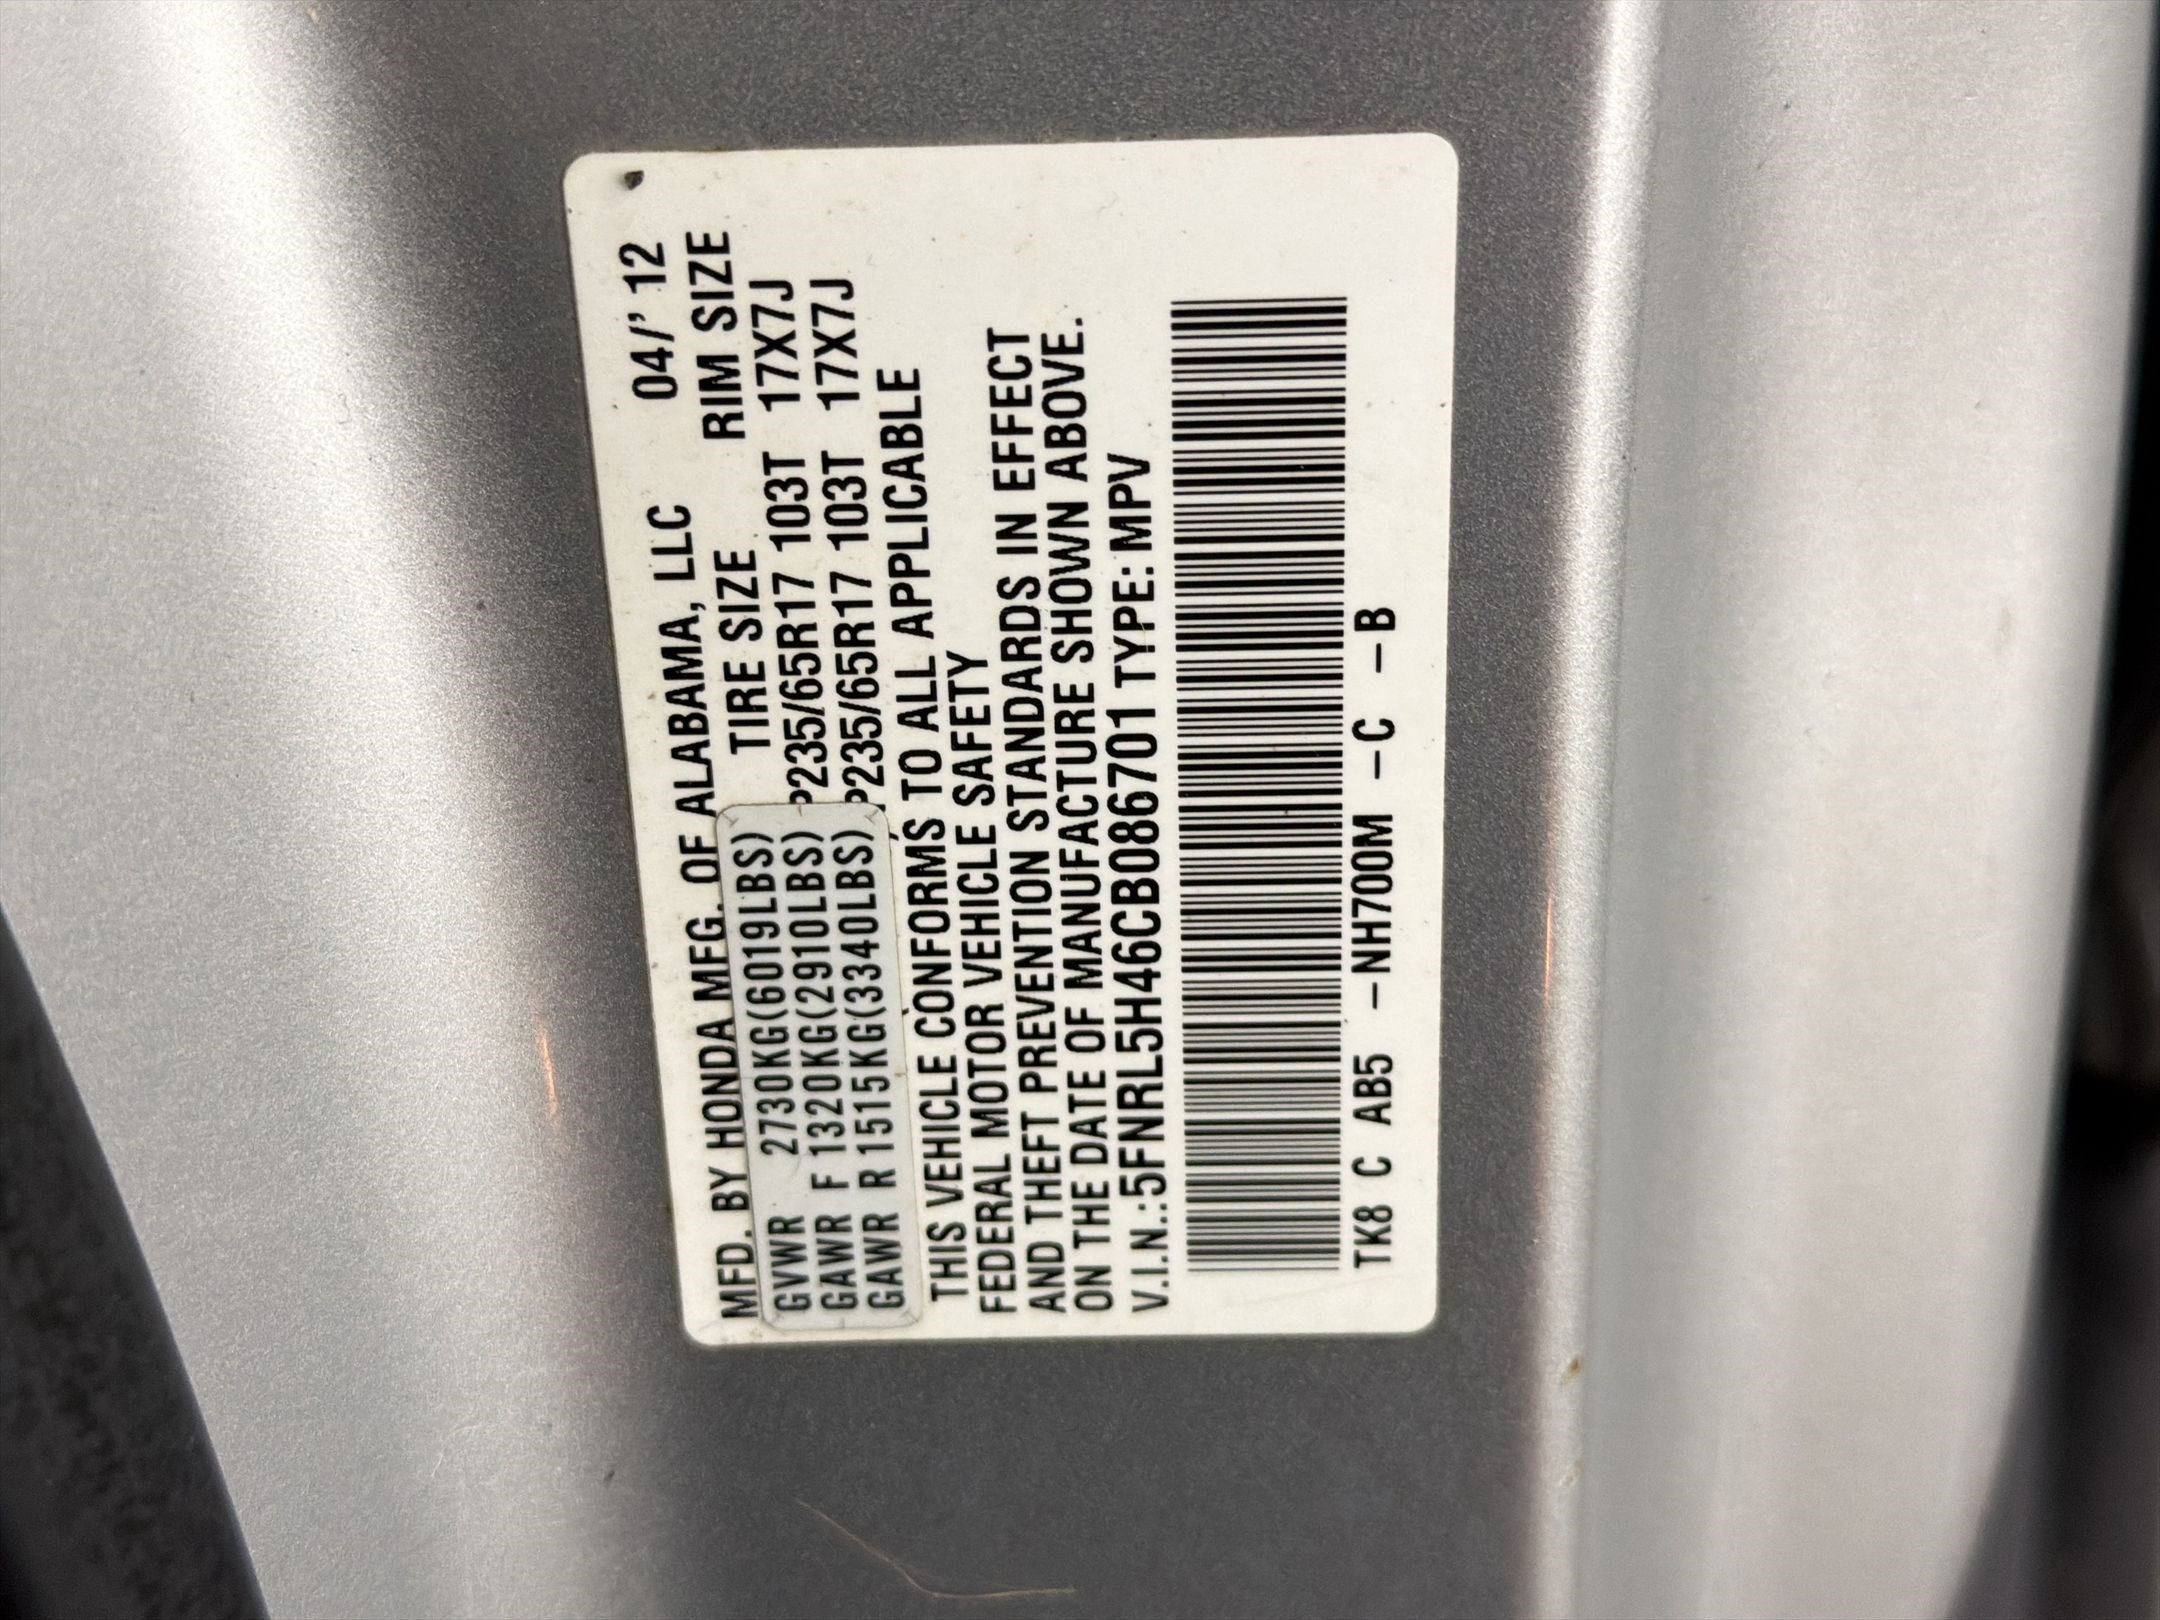 MFD. BY HONDA MFG. OF ALABAMA, LLC 04/'12
TIRE SIZE RIM SIZE
GVWR 2730KG(6019LBS)
GAWR F 1320KG(2910LBS) P235/65R17 103T 17X7J
GAWR R 1515KG(3340LBS) P235/65R17 103T 17X7J
THIS VEHICLE CONFORMS TO ALL APPLICABLE
FEDERAL MOTOR VEHICLE SAFETY
AND THEFT PREVENTION STANDARDS IN EFFECT
ON THE DATE OF MANUFACTURE SHOWN ABOVE.
V.I.N.:5FNRL5H46CB086701 TYPE: MPV
TK8 C AB5 -NH700M -C -B